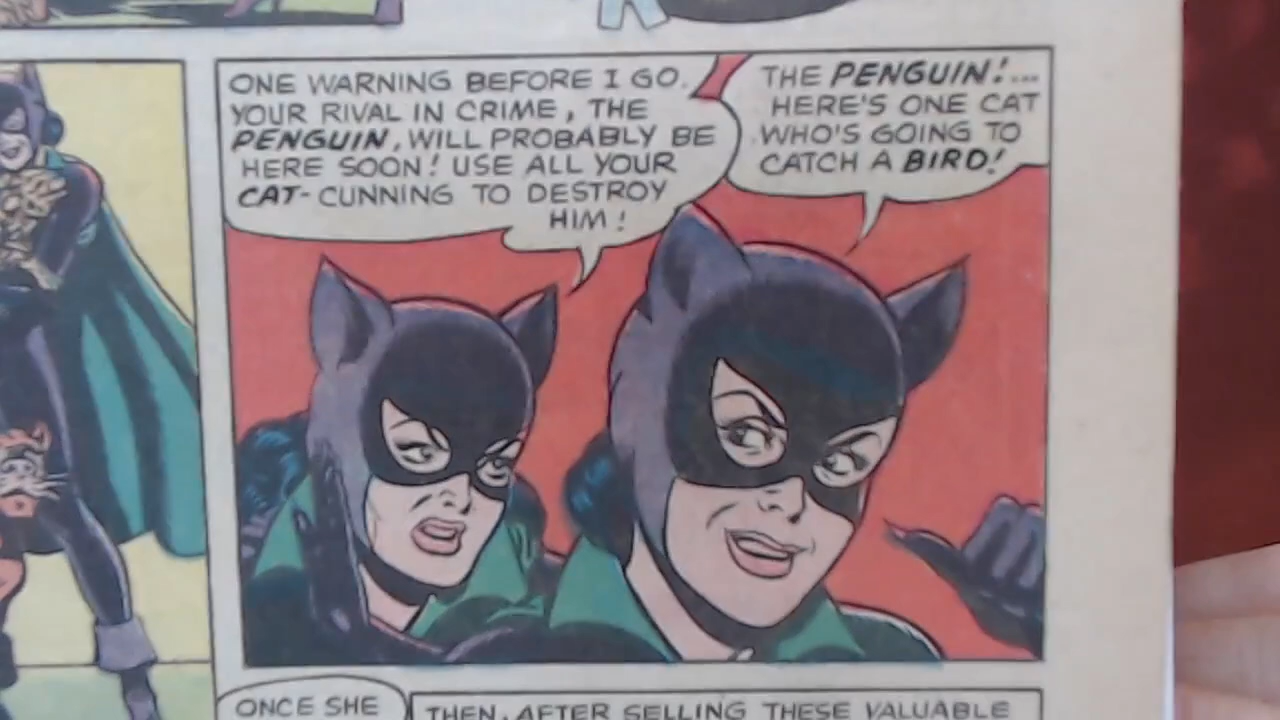 ONE WARNING BEFORE I GO.
YOUR RIVAL IN CRIME, THE
PENGUIN, WILL PROBABLY BE
HERE SOON! USE ALL YOUR
CAT-CUNNING TO DESTROY
HIM!
THE PENGUIN!...
HERE'S ONE CAT
WHO'S GOING TO
CATCH A BIRD!
ONCE SHE
THEN, AFTER SELLING THESE VALUABLE